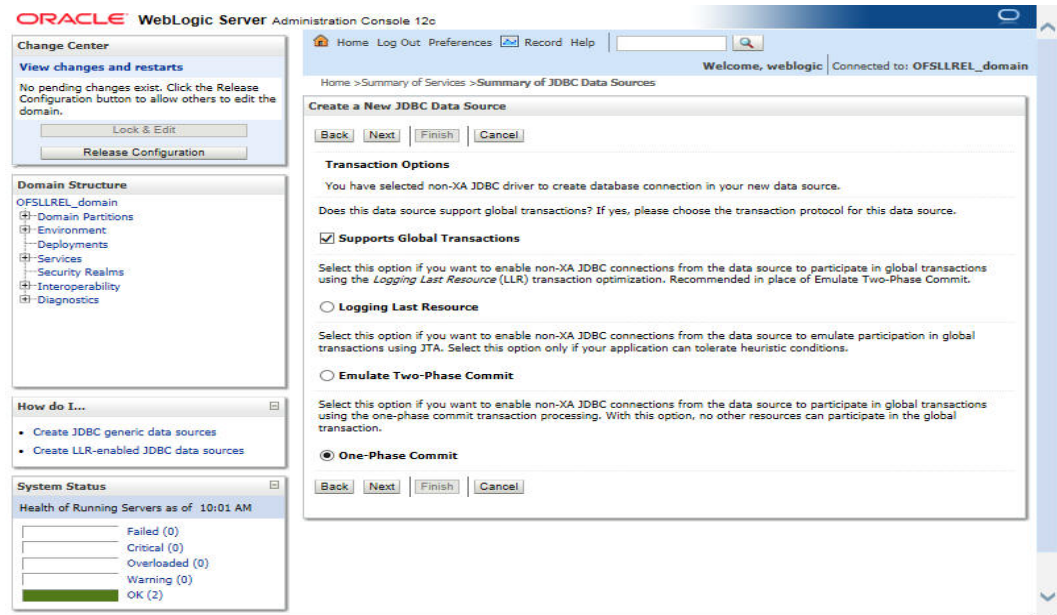 ORACLE WebLogic Server Administration Console 12c
Change Center
View changes and restarts
No pending changes exist. Click the Release
Configuration button to allow others to edit the
domain.
Lock & Edit
Release Configuration
Domain Structure
OFSLLREL_domain
Domain Partitions
Environment
Deployments
Services
Security Realms
Interoperability
Diagnostics
How do I...
Create JDBC generic data sources
Create LLR-enabled JDBC data sources
System Status
Health of Running Servers as of 10:01 AM
Failed (0)
Critical (0)
Overloaded (0)
Warning (0)
OK (2)
Home Log Out Preferences Record Help
Welcome, weblogic Connected to: OFSLLREL_domain
Home >Summary of Services >Summary of JDBC Data Sources
Create a New JDBC Data Source
Back Next Finish Cancel
Transaction Options
You have selected non-XA JDBC driver to create database connection in your new data source.
Does this data source support global transactions? If yes, please choose the transaction protocol for this data source.
Supports Global Transactions
Select this option if you want to enable non-XA JDBC connections from the data source to participate in global transactions
using the Logging Last Resource (LLR) transaction optimization. Recommended in place of Emulate Two-Phase Commit.
Logging Last Resource
Select this option if you want to enable non-XA JDBC connections from the data source to emulate participation in global
transactions using JTA. Select this option only if your application can tolerate heuristic conditions.
Emulate Two-Phase Commit
Select this option if you want to enable non-XA JDBC connections from the data source to participate in global transactions
using the one-phase commit transaction processing. With this option, no other resources can participate in the global
transaction.
One-Phase Commit
Back Next Finish Cancel